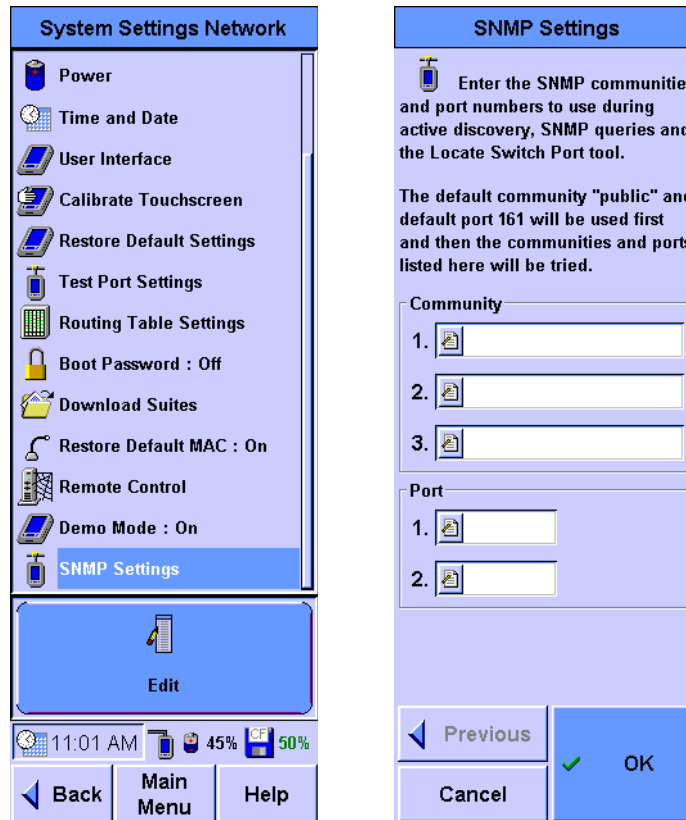 System Settings Network
Power
Time and Date
User Interface
Calibrate Touchscreen
Restore Default Settings
Test Port Settings
Routing Table Settings
Boot Password : Off
Download Suites
Restore Default MAC : On
Remote Control
Demo Mode : On
SNMP Settings
Edit
11:01 AM 45% CF 50%
Back Main Menu Help
SNMP Settings
Enter the SNMP communitie
and port numbers to use during
active discovery, SNMP queries and
the Locate Switch Port tool.
The default community "public" and
default port 161 will be used first
and then the communities and ports
listed here will be tried.
Community
1.
2.
3.
Port
1.
2.
Previous
OK
Cancel